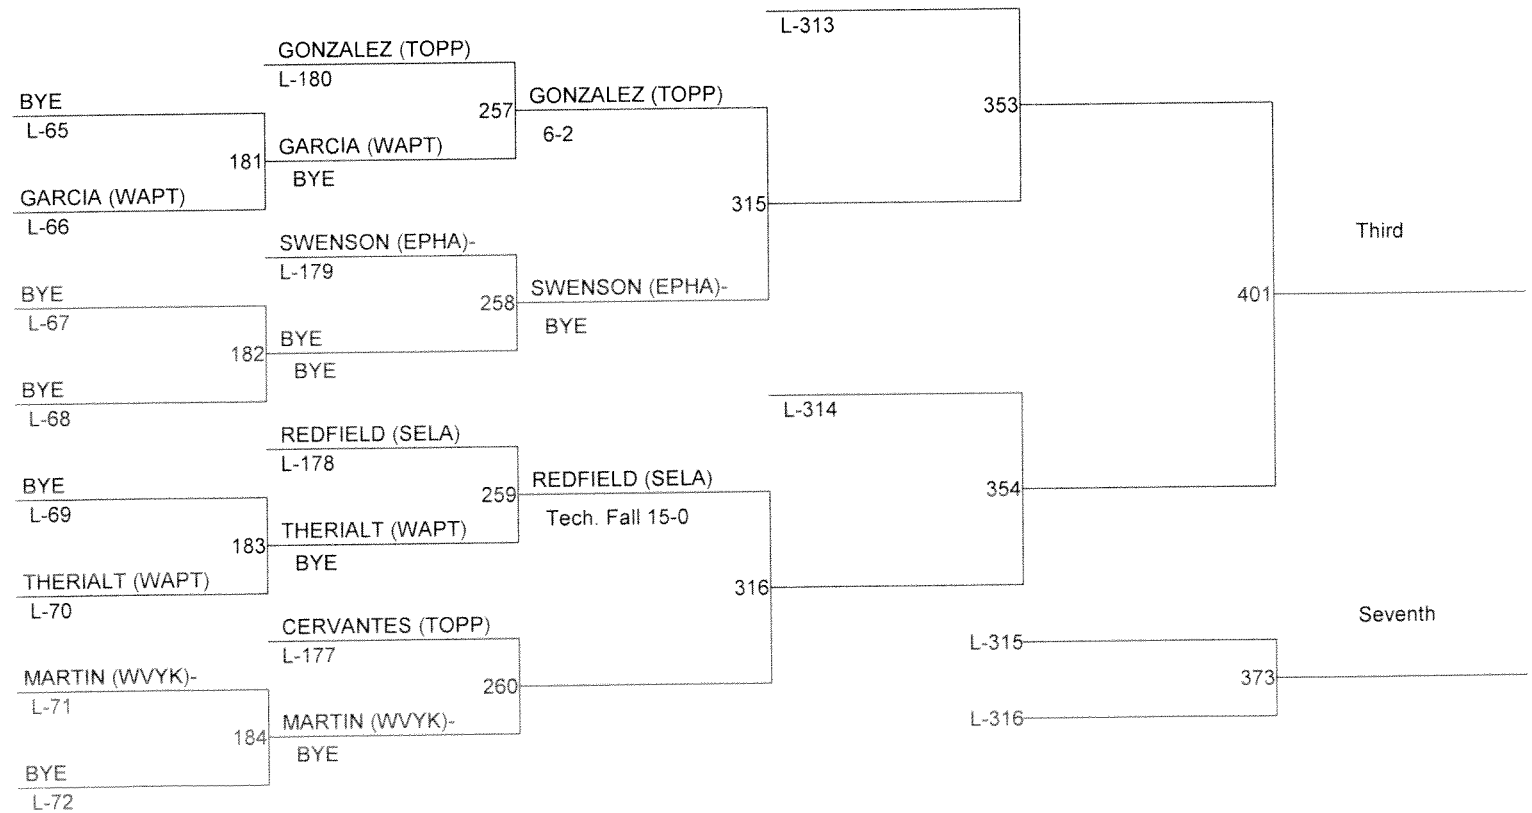 L-313
GONZALEZ (TOPP)
L-180
BYE
L-65
257
GONZALEZ (TOPP)
6-2
353
181
GARCIA (WAPT)
BYE
GARCIA (WAPT)
L-66
315
SWENSON (EPHA)-
L-179
Third
BYE
L-67
258
SWENSON (EPHA)-
BYE
401
182
BYE
BYE
BYE
L-68
L-314
REDFIELD (SELA)
L-178
BYE
L-69
259
REDFIELD (SELA)
Tech. Fall 15-0
354
183
THERIALT (WAPT)
BYE
THERIALT (WAPT)
L-70
316
CERVANTES (TOPP)
L-177
Seventh
L-315
MARTIN (WVYK)-
L-71
260
373
184
MARTIN (WVYK)-
BYE
L-316
BYE
L-72